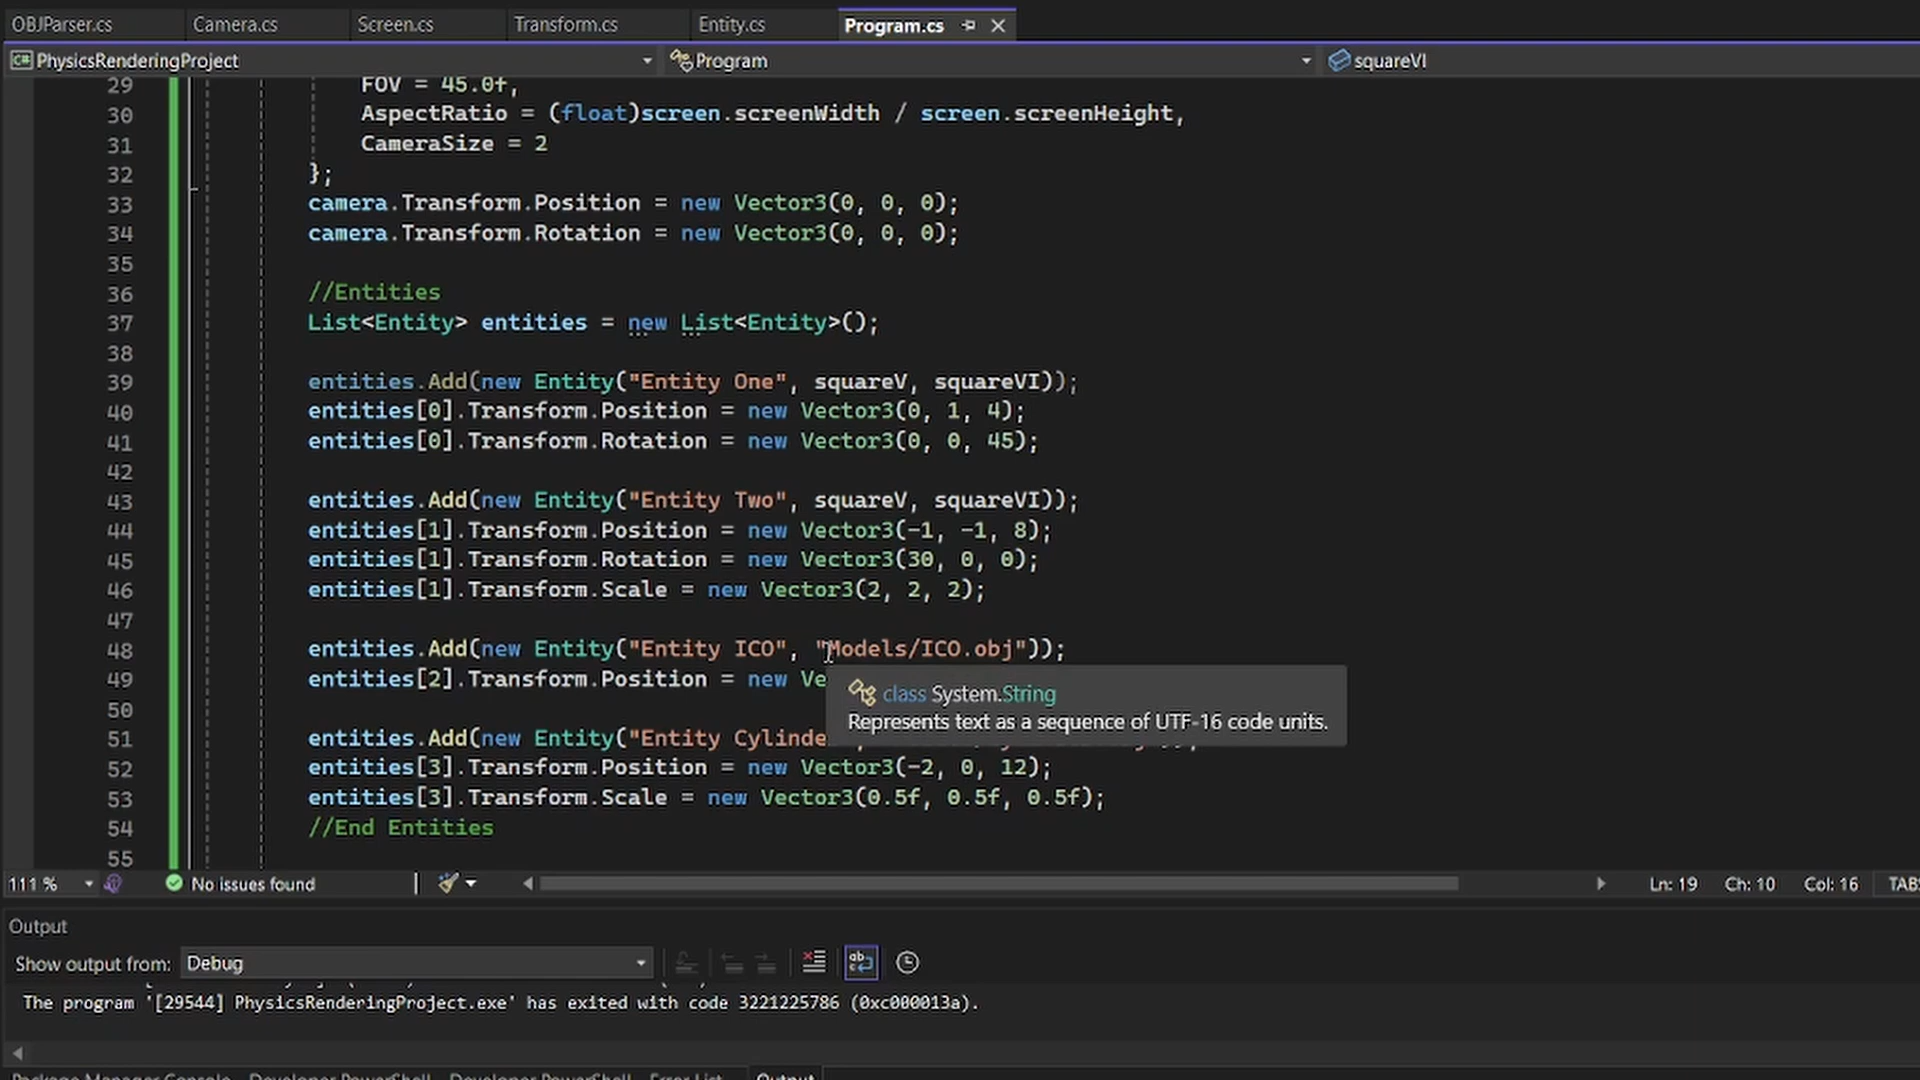 OBJParser.cs Camera.cs Screen.cs Transform.cs Entity.cs Program.cs
C# PhysicsRenderingProject Program squareVI
29 FOV = 45.0f,
30 AspectRatio = (float)screen.screenWidth / screen.screenHeight,
31 CameraSize = 2
32 };
33 camera.Transform.Position = new Vector3(0, 0, 0);
34 camera.Transform.Rotation = new Vector3(0, 0, 0);
35
36 //Entities
37 List<Entity> entities = new List<Entity>();
38
39 entities.Add(new Entity("Entity One", squareV, squareVI));
40 entities[0].Transform.Position = new Vector3(0, 1, 4);
41 entities[0].Transform.Rotation = new Vector3(0, 0, 45);
42
43 entities.Add(new Entity("Entity Two", squareV, squareVI));
44 entities[1].Transform.Position = new Vector3(-1, -1, 8);
45 entities[1].Transform.Rotation = new Vector3(30, 0, 0);
46 entities[1].Transform.Scale = new Vector3(2, 2, 2);
47
48 entities.Add(new Entity("Entity ICO", "Models/ICO.obj"));
49 entities[2].Transform.Position = new Ve
class System.String
Represents text as a sequence of UTF-16 code units.
50
51 entities.Add(new Entity("Entity Cylinde
52 entities[3].Transform.Position = new Vector3(-2, 0, 12);
53 entities[3].Transform.Scale = new Vector3(0.5f, 0.5f, 0.5f);
54 //End Entities
55
111 % No issues found Ln: 19 Ch: 10 Col: 16 TABS
Output
Show output from: Debug
The program '[29544] PhysicsRenderingProject.exe' has exited with code 3221225786 (0xc000013a).
Package Manager Console Developer PowerShell Developer PowerShell Error List Output